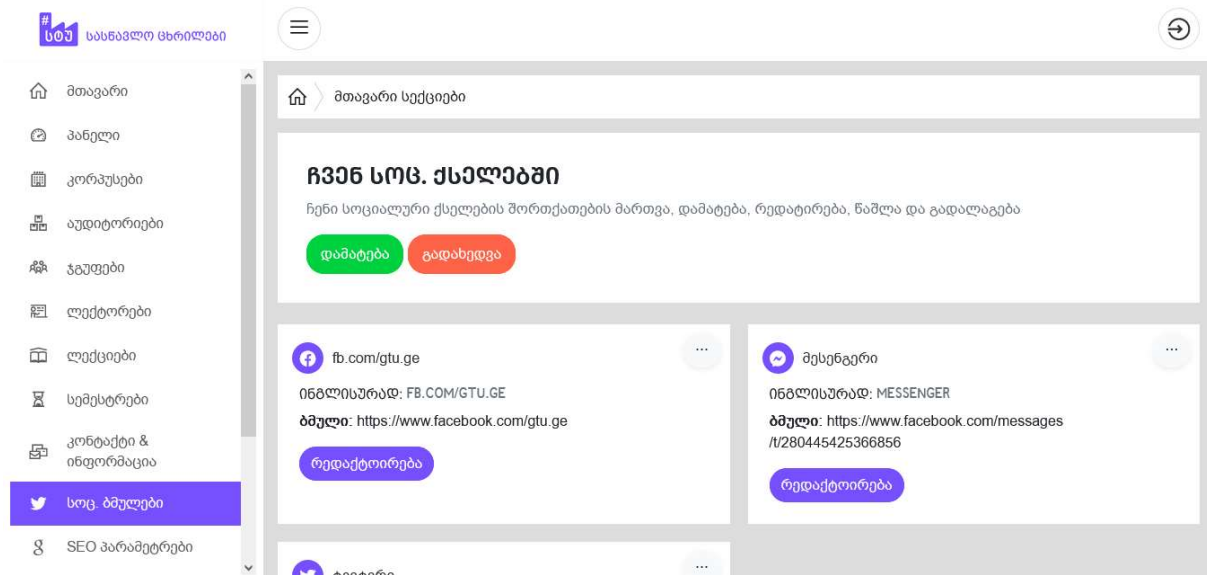 #
სტუ სასწავლო ცხრილები
მთავარი
პანელი
კორპუსები
აუდიტორიები
ჯგუფები
ლექტორები
ლექციები
სემესტრები
კონტაქტი &
ინფორმაცია
სოც. ბმულები
SEO პარამეტრები
მთავარი სექციები
ჩვენ სოც. ქსელებში
ჩენი სოციალური ქსელების შორთქათების მართვა, დამატება, რედატირება, წაშლა და გადალაგება
დამატება გადახედვა
fb.com/gtu.ge
ინგლისურად: FB.COM/GTU.GE
ბმული: https://www.facebook.com/gtu.ge
რედაქტოირება
მესენგერი
ინგლისურად: MESSENGER
ბმული: https://www.facebook.com/messages
/t/280445425366856
რედაქტოირება